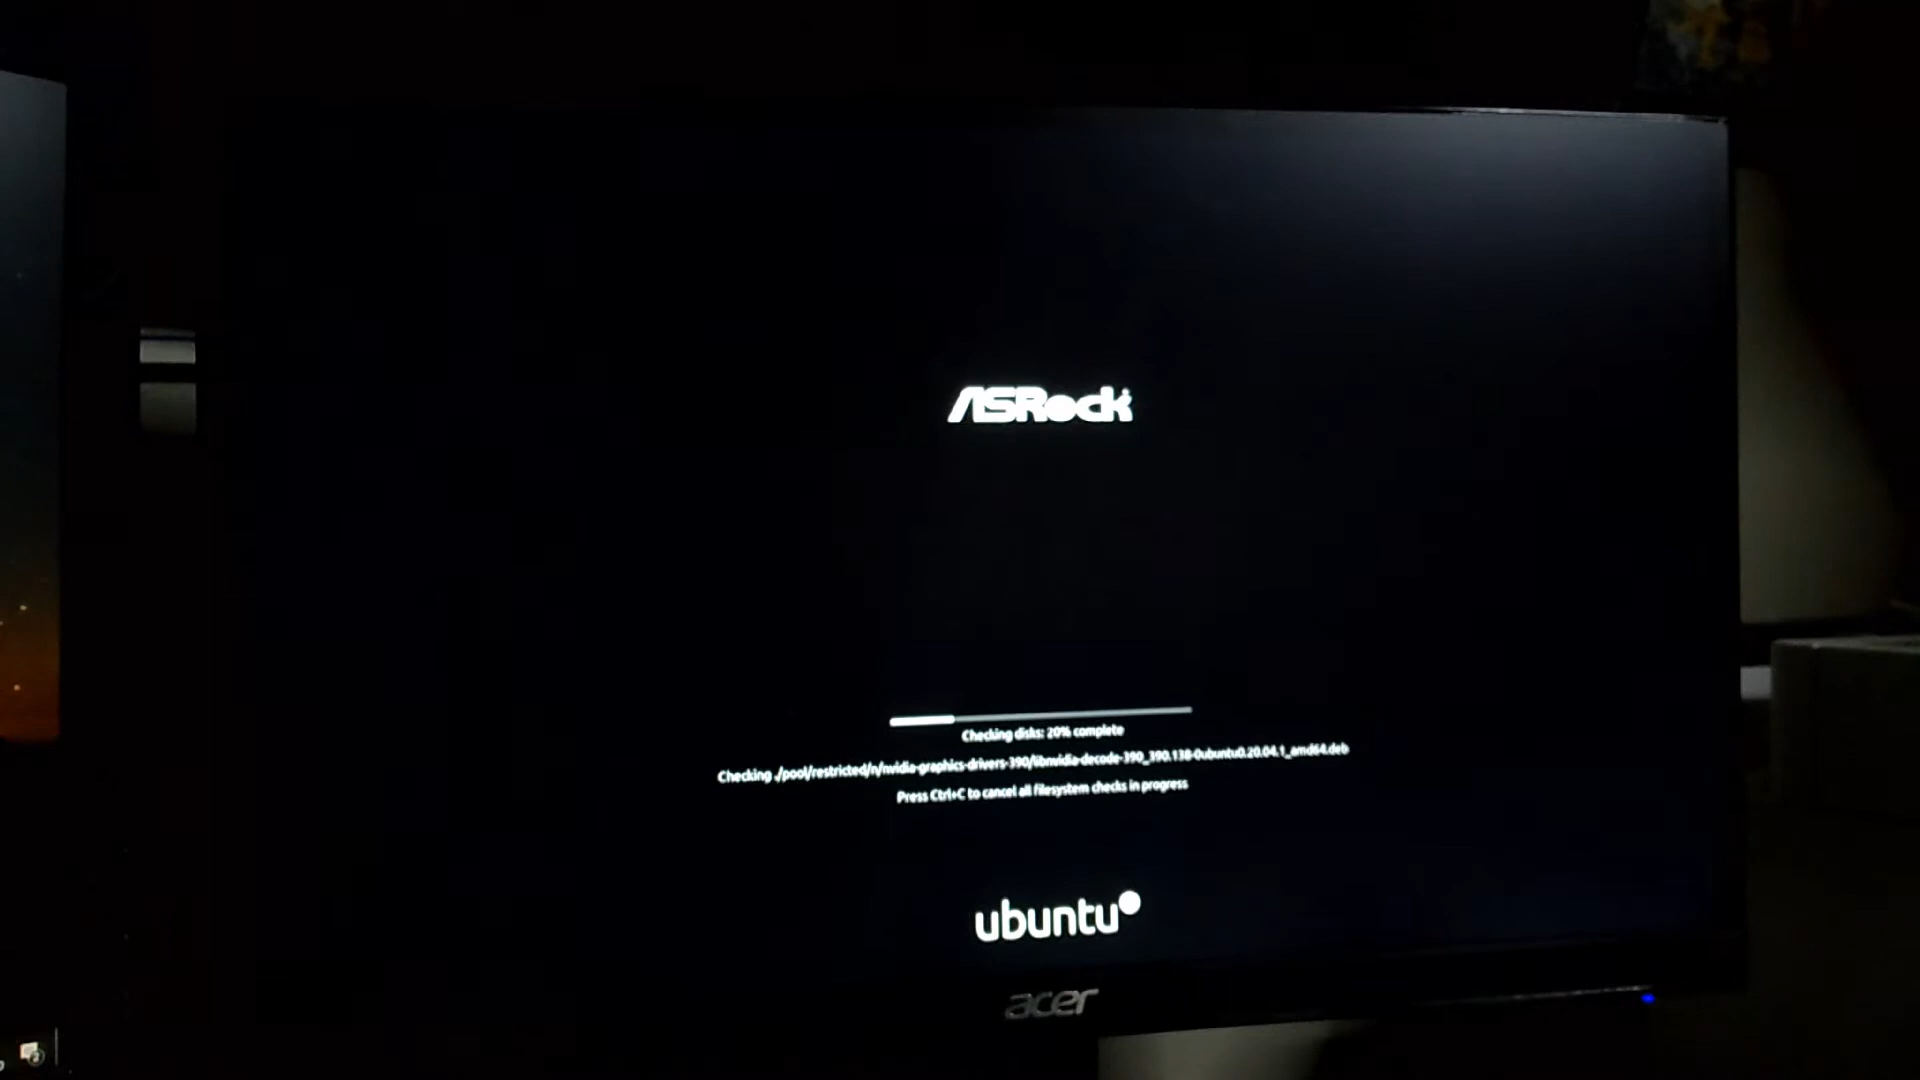 ASRock
Checking disks: 20% complete
Checking ./pool/restricted/n/nvidia-graphics-drivers-390/libnvidia-decode-390_390.138-0ubuntu0.20.04.1_amd64.deb
Press Ctrl+C to cancel all filesystem checks in progress
ubuntu
acer
2